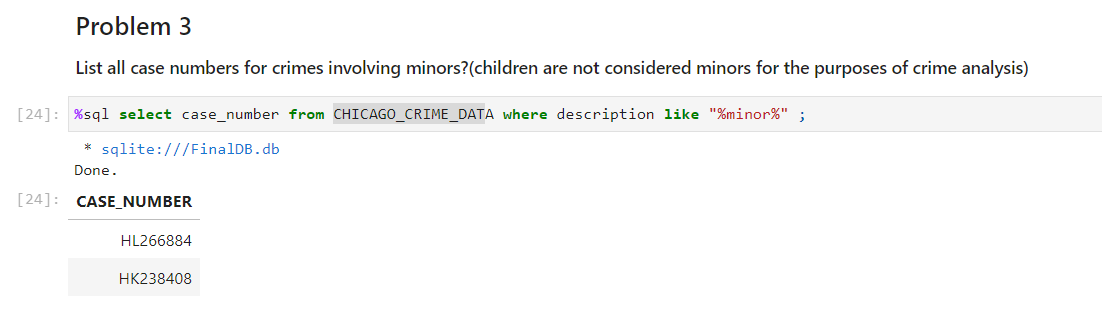 Problem 3
List all case numbers for crimes involving minors?(children are not considered minors for the purposes of crime analysis)
[24]: %sql select case_number from CHICAGO_CRIME_DATA where description like "%minor%" ;
* sqlite:///FinalDB.db
Done.
[24]: CASE_NUMBER
HL266884
HK238408